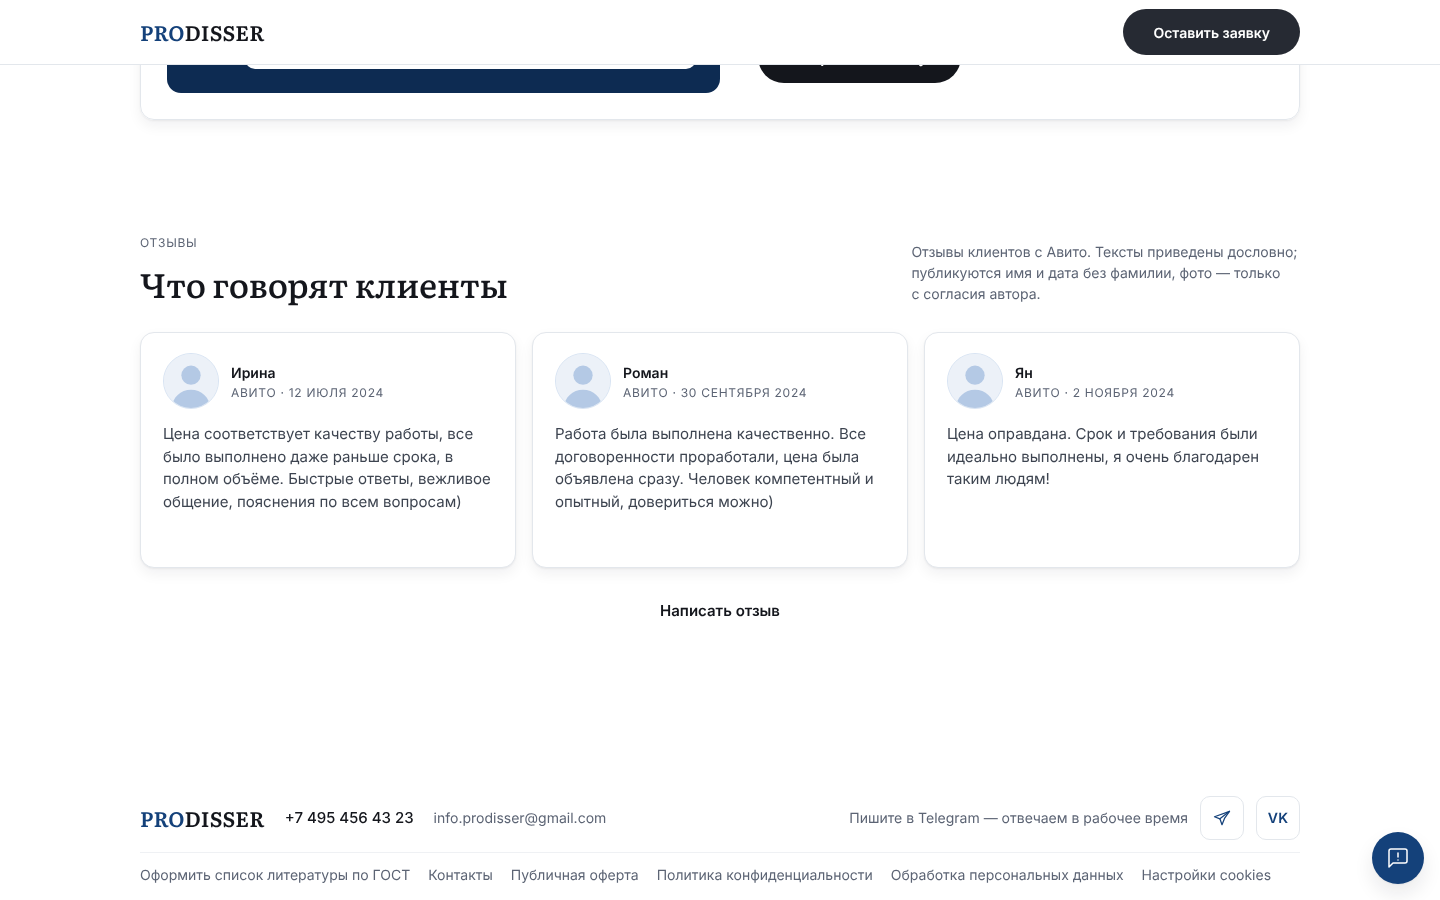 PRODISSER
Оставить заявку
ОТЗЫВЫ
Что говорят клиенты
Отзывы клиентов с Авито. Тексты приведены дословно;
публикуются имя и дата без фамилии, фото — только
с согласия автора.
Ирина
АВИТО · 12 ИЮЛЯ 2024
Цена соответствует качеству работы, все
было выполнено даже раньше срока, в
полном объёме. Быстрые ответы, вежливое
общение, пояснения по всем вопросам)
Роман
АВИТО · 30 СЕНТЯБРЯ 2024
Работа была выполнена качественно. Все
договоренности проработали, цена была
объявлена сразу. Человек компетентный и
опытный, довериться можно)
Ян
АВИТО · 2 НОЯБРЯ 2024
Цена оправдана. Срок и требования были
идеально выполнены, я очень благодарен
таким людям!
Написать отзыв
PRODISSER
+7 495 456 43 23
info.prodisser@gmail.com
Пишите в Telegram — отвечаем в рабочее время
VK
Оформить список литературы по ГОСТ
Контакты
Публичная оферта
Политика конфиденциальности
Обработка персональных данных
Настройки cookies